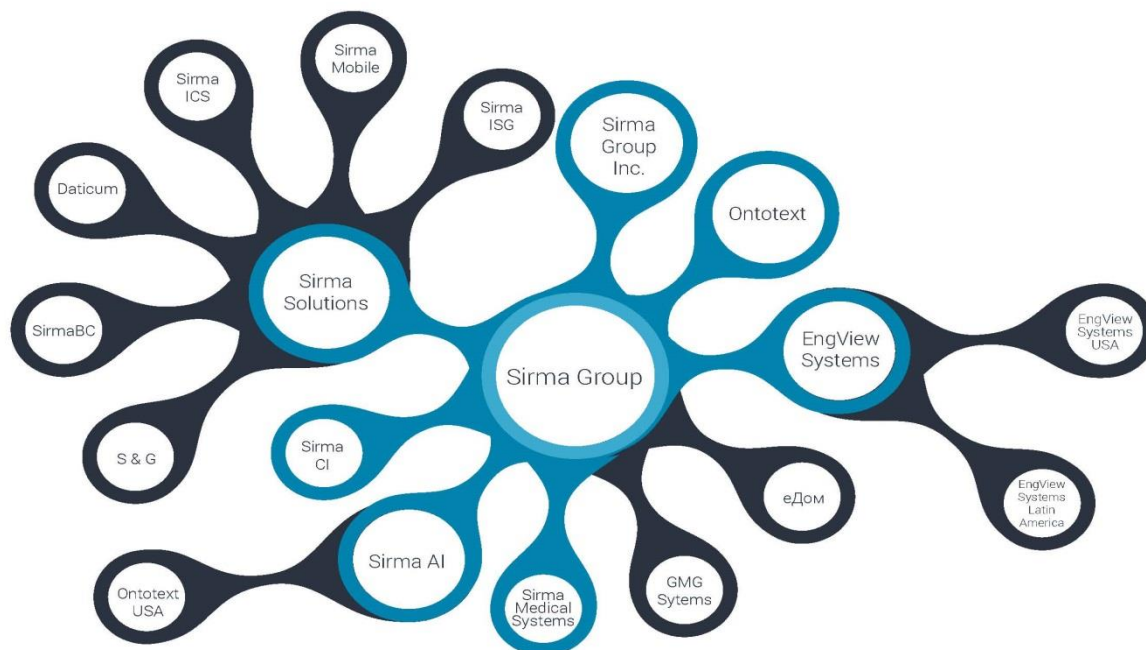 Sirma
Mobile
Sirma
ICS
Sirma
ISG
Sirma
Group
Inc.
Daticum
Ontotext
Sirma
Solutions
SirmaBC
EngView
Systems
EngView
Systems
USA
Sirma Group
Sirma
CI
S & G
еДом
EngView
Systems
Latin
America
Sirma AI
Ontotext
USA
Sirma
Medical
Systems
GMG
Sytems